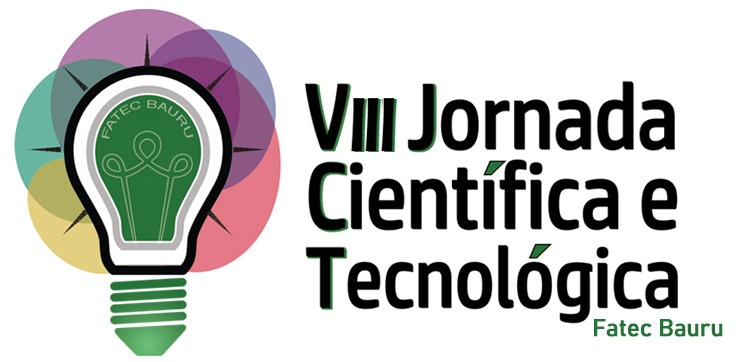 FATEC BAURU
VIII Jornada
Científica e
Tecnológica
Fatec Bauru